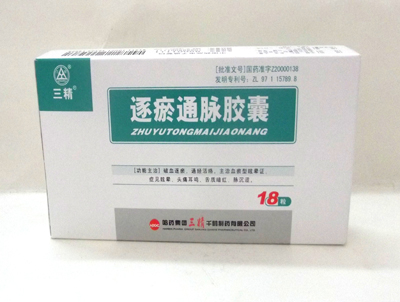 三精®
[批准文号]国药准字Z20000138
发明专利号：ZL 97 1 15789.8
逐瘀通脉胶囊
ZHUYUTONGMAIJIAONANG
[功能主治] 破血逐瘀，通经活络，主治血瘀型眩晕证，
症见眩晕、头痛耳鸣、舌质暗红、脉沉涩。
18粒
哈药集团三精千鹤制药有限公司